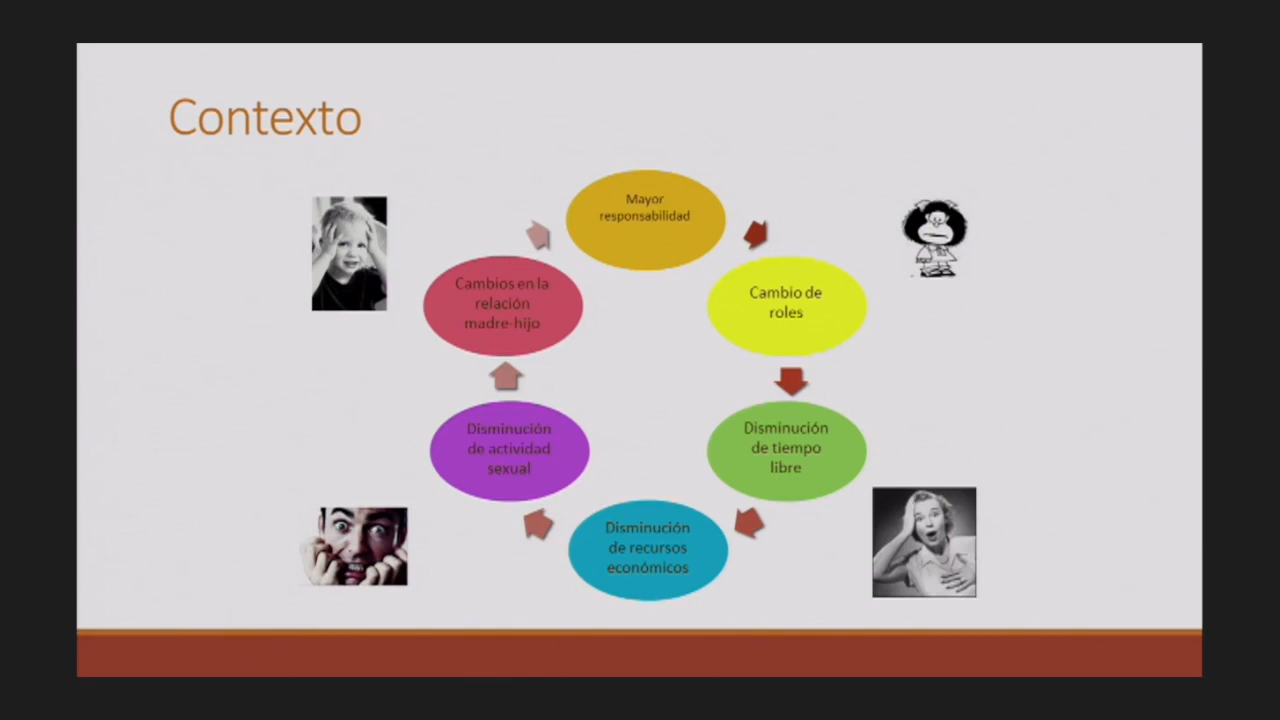 Contexto
Mayor
responsabilidad
Cambio de
roles
Disminución
de tiempo
libre
Disminución
de recursos
económicos
Disminución
de actividad
sexual
Cambios en la
relación
madre-hijo